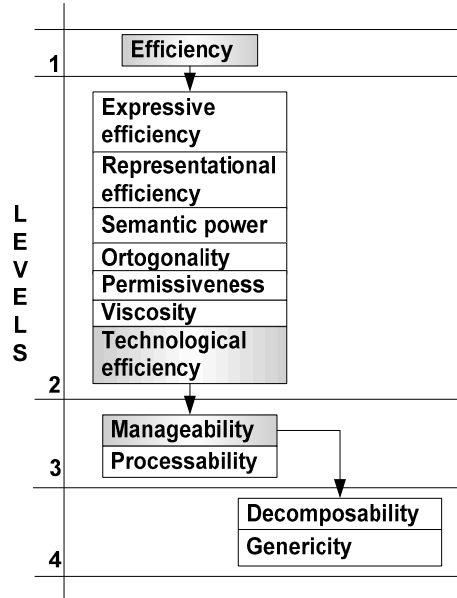 Efficiency
1
Expressive
efficiency
Representational
efficiency
Semantic power
Ortogonality
Permissiveness
Viscosity
Technological
efficiency
2
LEVELS
Manageability
Processability
3
Decomposability
Genericity
4